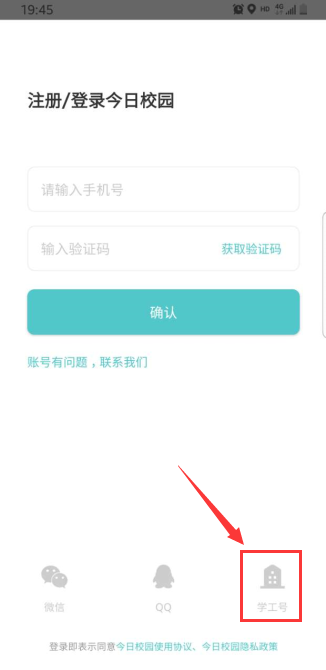 19:45 HD 4G
注册/登录今日校园
请输入手机号
输入验证码 获取验证码
确认
账号有问题，联系我们
微信 QQ 学工号
登录即表示同意今日校园使用协议、今日校园隐私政策